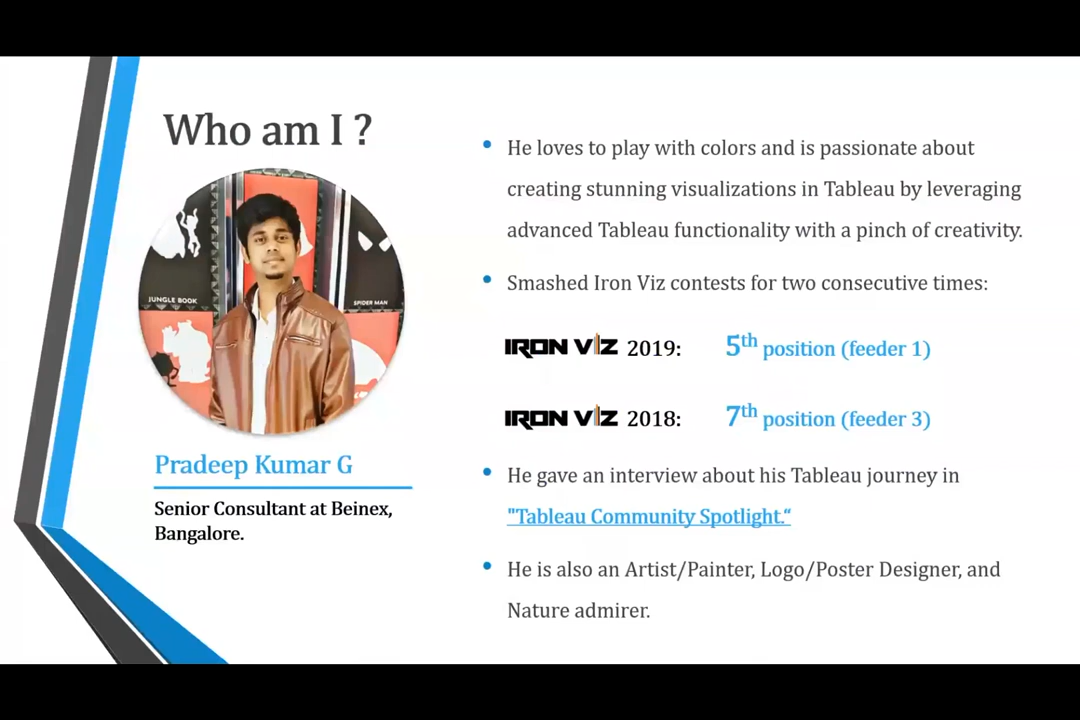 Who am I ?
JUNGLE BOOK
SPIDER MAN
Pradeep Kumar G
Senior Consultant at Beinex,
Bangalore.
• He loves to play with colors and is passionate about
creating stunning visualizations in Tableau by leveraging
advanced Tableau functionality with a pinch of creativity.
• Smashed Iron Viz contests for two consecutive times:
IRON VIZ 2019: 5th position (feeder 1)
IRON VIZ 2018: 7th position (feeder 3)
• He gave an interview about his Tableau journey in
"Tableau Community Spotlight.“
• He is also an Artist/Painter, Logo/Poster Designer, and
Nature admirer.